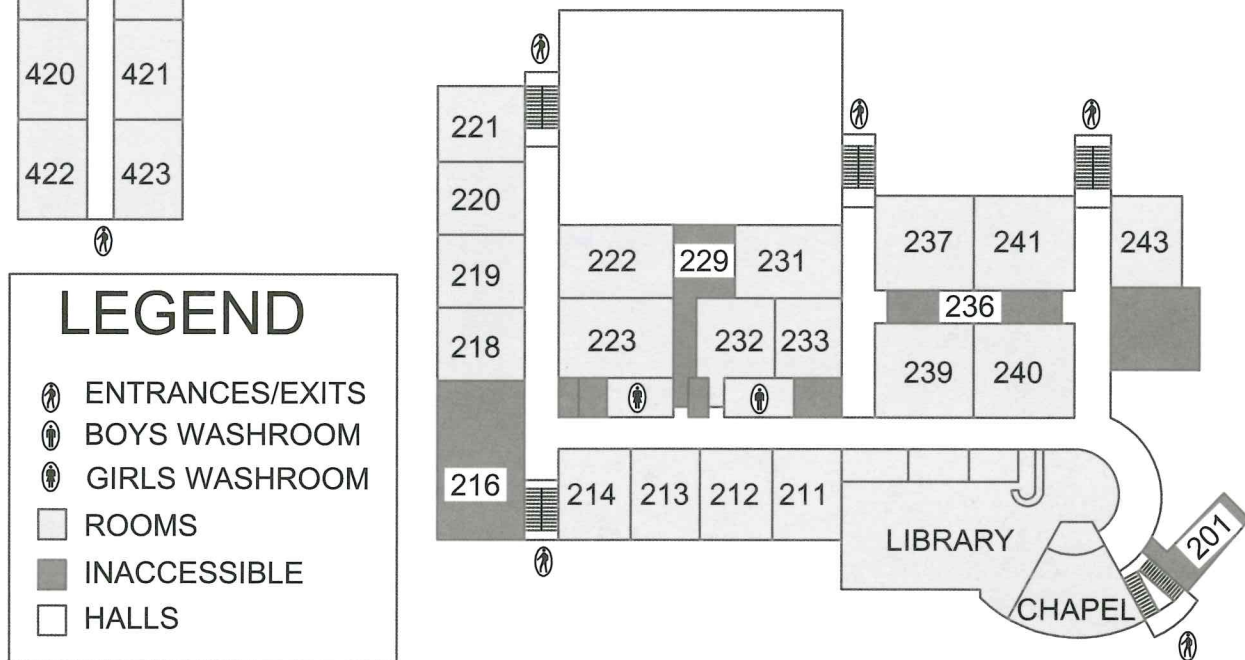 420 421
422 423
LEGEND
ENTRANCES/EXITS
BOYS WASHROOM
GIRLS WASHROOM
ROOMS
INACCESSIBLE
HALLS
221
220
219
218
216
222 229 231
223 232 233
237 241 243
236
239 240
214 213 212 211
LIBRARY
CHAPEL
201